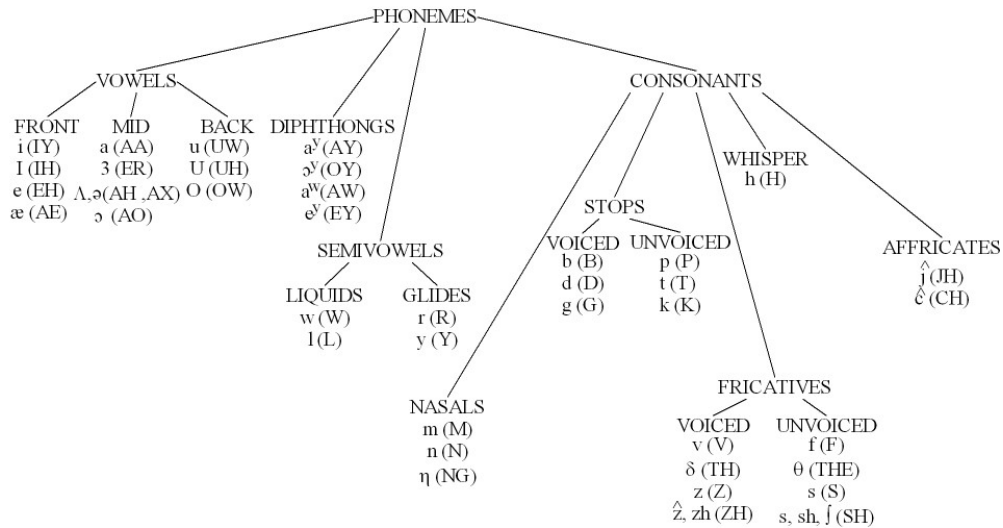 PHONEMES
VOWELS
CONSONANTS
FRONT
i (IY)
I (IH)
e (EH)
æ (AE)
MID
a (AA)
3 (ER)
Λ,ə(AH ,AX)
ɔ (AO)
BACK
u (UW)
U (UH)
O (OW)
DIPHTHONGS
aʸ (AY)
ɔʸ (OY)
aʷ (AW)
eʸ (EY)
SEMIVOWELS
LIQUIDS
w (W)
l (L)
GLIDES
r (R)
y (Y)
NASALS
m (M)
n (N)
η (NG)
STOPS
VOICED
b (B)
d (D)
g (G)
UNVOICED
p (P)
t (T)
k (K)
FRICATIVES
VOICED
v (V)
δ (TH)
z (Z)
ẑ, zh (ZH)
UNVOICED
f (F)
θ (THE)
s (S)
s, sh, ʃ (SH)
WHISPER
h (H)
AFFRICATES
ĵ (JH)
ĉ (CH)